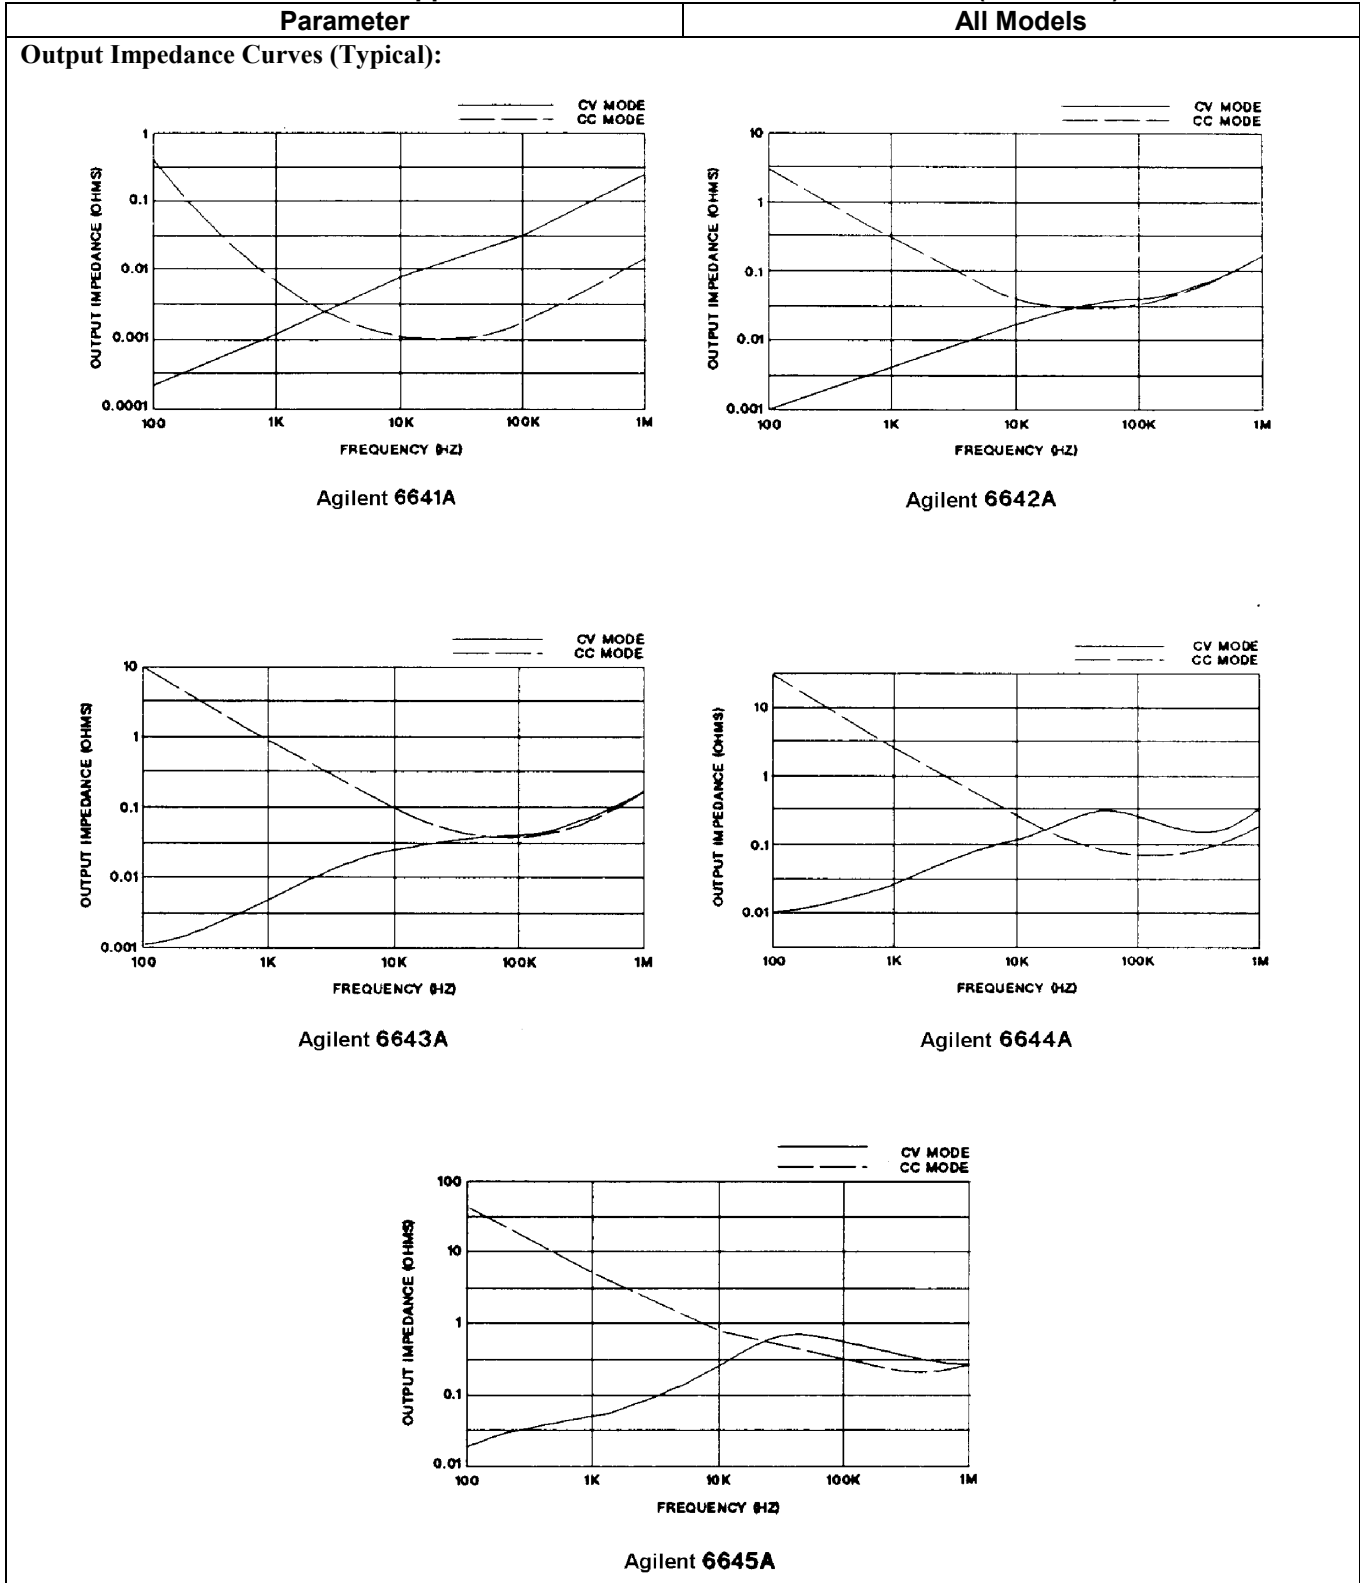 Parameter All Models
Output Impedance Curves (Typical):
CV MODE
CC MODE
OUTPUT IMPEDANCE (OHMS)
1
0.1
0.01
0.001
0.0001
100 1K 10K 100K 1M
FREQUENCY (HZ)
Agilent 6641A
CV MODE
CC MODE
OUTPUT IMPEDANCE (OHMS)
10
1
0.1
0.01
0.001
100 1K 10K 100K 1M
FREQUENCY (HZ)
Agilent 6642A
CV MODE
CC MODE
OUTPUT IMPEDANCE (OHMS)
10
1
0.1
0.01
0.001
100 1K 10K 100K 1M
FREQUENCY (HZ)
Agilent 6643A
CV MODE
CC MODE
OUTPUT IMPEDANCE (OHMS)
10
1
0.1
0.01
100 1K 10K 100K 1M
FREQUENCY (HZ)
Agilent 6644A
CV MODE
CC MODE
OUTPUT IMPEDANCE (OHMS)
100
10
1
0.1
0.01
100 1K 10K 100K 1M
FREQUENCY (HZ)
Agilent 6645A